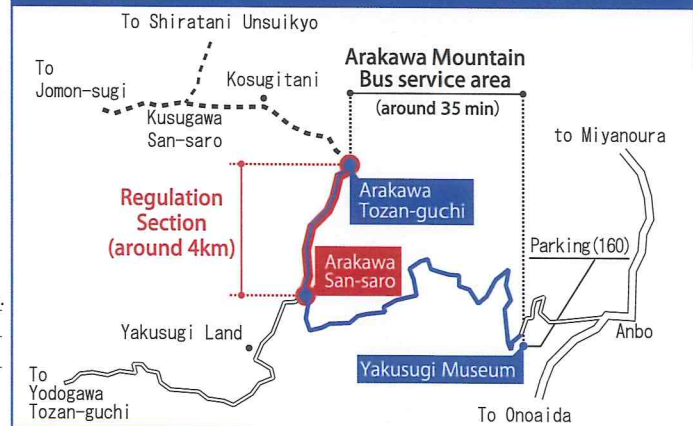 To Shiratani Unsuikyo
To
Jomon-sugi
Kosugitani
Kusugawa
San-saro
Arakawa Mountain
Bus service area
(around 35 min)
to Miyanoura
Regulation
Section
(around 4km)
Arakawa
Tozan-guchi
Arakawa
San-saro
Parking(160)
Anbo
Yakusugi Land
Yakusugi Museum
To
Yodogawa
Tozan-guchi
To Onoaida